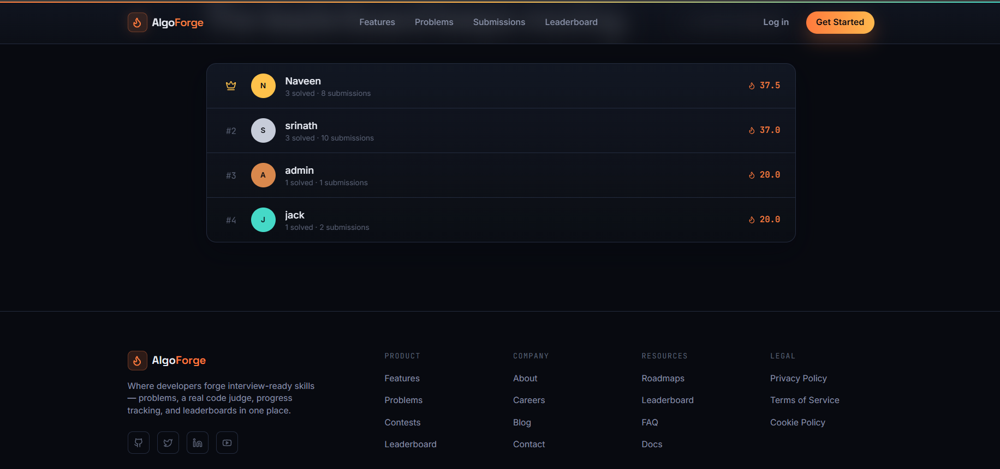 AlgoForge
Features
Problems
Submissions
Leaderboard
Log in
Get Started
N
Naveen
3 solved · 8 submissions
37.5
#2
S
srinath
3 solved · 10 submissions
37.0
#3
A
admin
1 solved · 1 submissions
20.0
#4
J
jack
1 solved · 2 submissions
20.0
AlgoForge
Where developers forge interview-ready skills
— problems, a real code judge, progress
tracking, and leaderboards in one place.
PRODUCT
Features
Problems
Contests
Leaderboard
COMPANY
About
Careers
Blog
Contact
RESOURCES
Roadmaps
Leaderboard
FAQ
Docs
LEGAL
Privacy Policy
Terms of Service
Cookie Policy